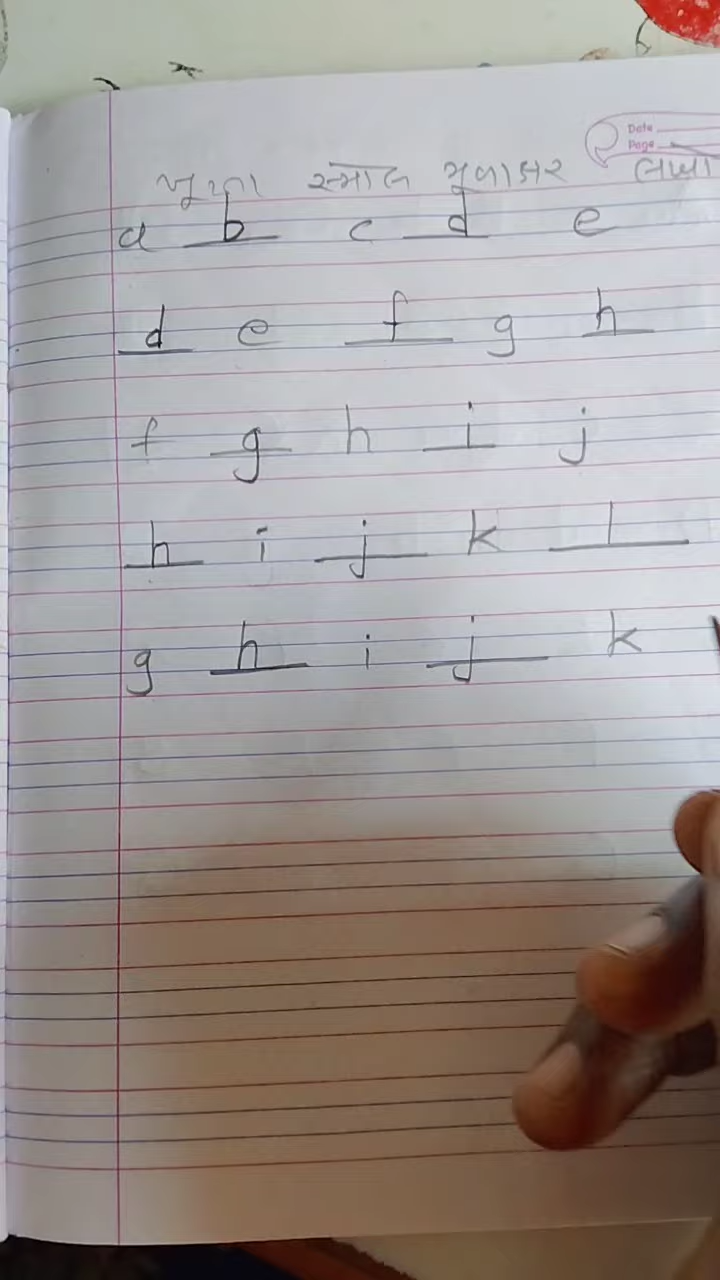 Date
Page
स्माल
a b c d e
d e f g h
f g h i j
h i j k l
g h i j k